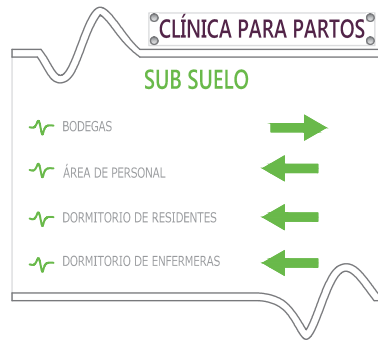 CLÍNICA PARA PARTOS
SUB SUELO
BODEGAS
ÁREA DE PERSONAL
DORMITORIO DE RESIDENTES
DORMITORIO DE ENFERMERAS